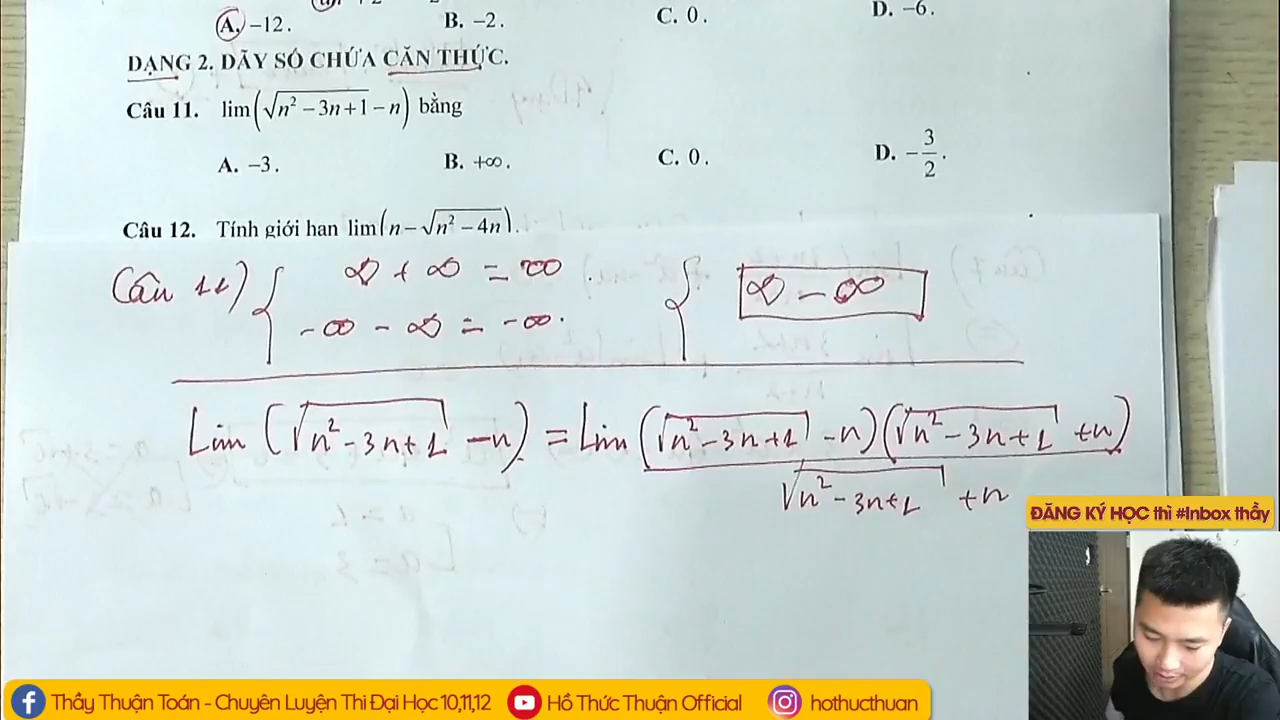 A. −12. B. −2. C. 0. D. −6.
DẠNG 2. DÃY SỐ CHỨA CĂN THỨC.
Câu 11. lim(√(n² − 3n + 1) − n) bằng
A. −3. B. +∞. C. 0. D. −3/2.
Câu 12. Tính giới hạn lim(n − √(n² − 4n)).
Câu 11) { ∞ + ∞ = ∞. { ∞ − ∞
−∞ − ∞ = −∞.
Lim (√(n² − 3n + 1) − n) = Lim (√(n² − 3n + 1) − n)(√(n² − 3n + 1) + n)
√(n² − 3n + 1) + n
ĐĂNG KÝ HỌC thì #Inbox thầy
Thầy Thuận Toán - Chuyên Luyện Thi Đại Học 10,11,12 Hồ Thức Thuận Official hothucthuan